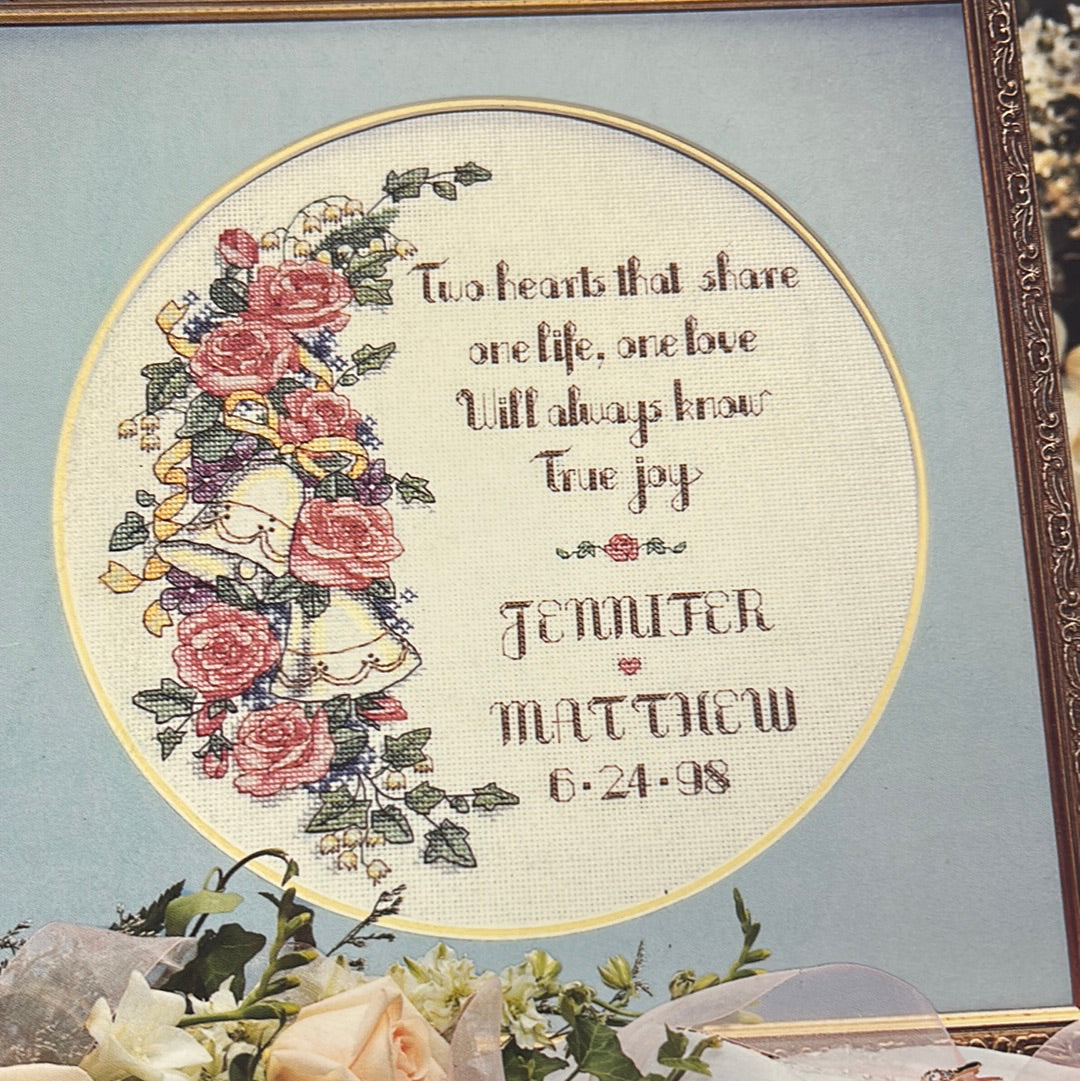 Two hearts that share
one life, one love
Will always know
True joy
JENNIFER
MATTHEW
6·24·98